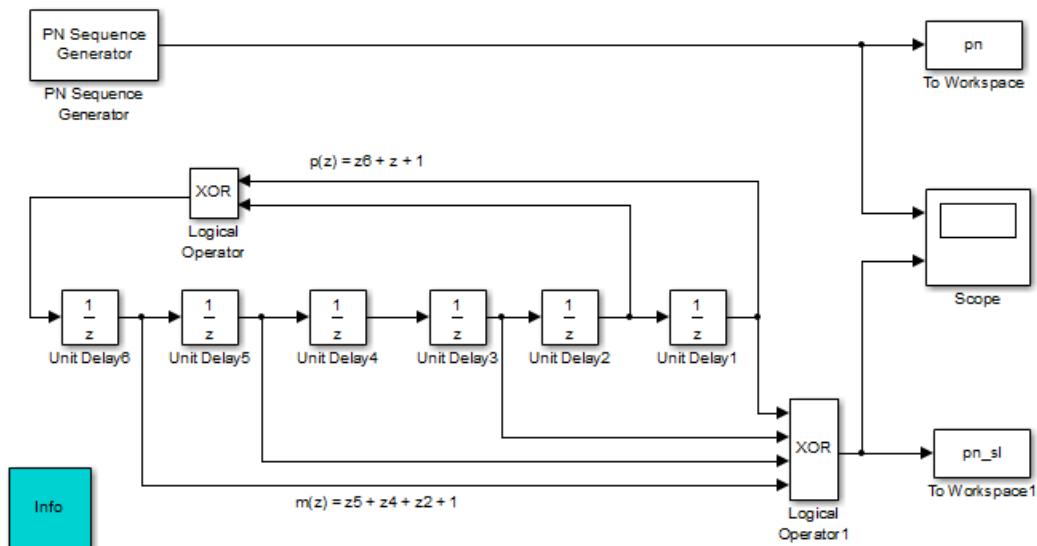 PN Sequence
Generator
PN Sequence
Generator
pn
To Workspace
p(z) = z6 + z + 1
XOR
Logical
Operator
Scope
1
z
1
z
1
z
1
z
1
z
1
z
Unit Delay6
Unit Delay5
Unit Delay4
Unit Delay3
Unit Delay2
Unit Delay1
XOR
pn_sl
To Workspace1
Info
m(z) = z5 + z4 + z2 + 1
Logical
Operator1